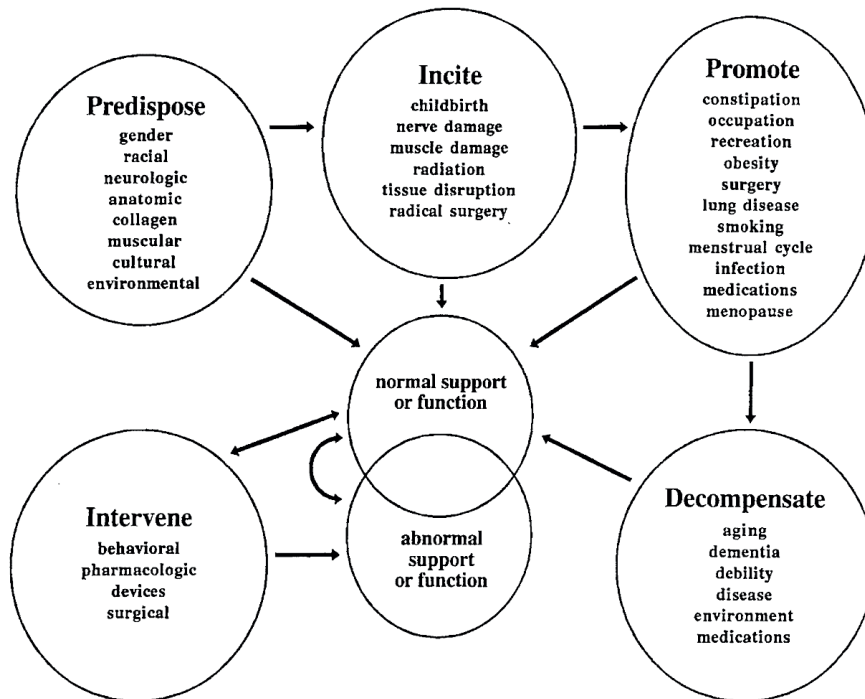 Predispose
gender
racial
neurologic
anatomic
collagen
muscular
cultural
environmental
Incite
childbirth
nerve damage
muscle damage
radiation
tissue disruption
radical surgery
Promote
constipation
occupation
recreation
obesity
surgery
lung disease
smoking
menstrual cycle
infection
medications
menopause
normal support
or function
abnormal
support
or function
Intervene
behavioral
pharmacologic
devices
surgical
Decompensate
aging
dementia
debility
disease
environment
medications